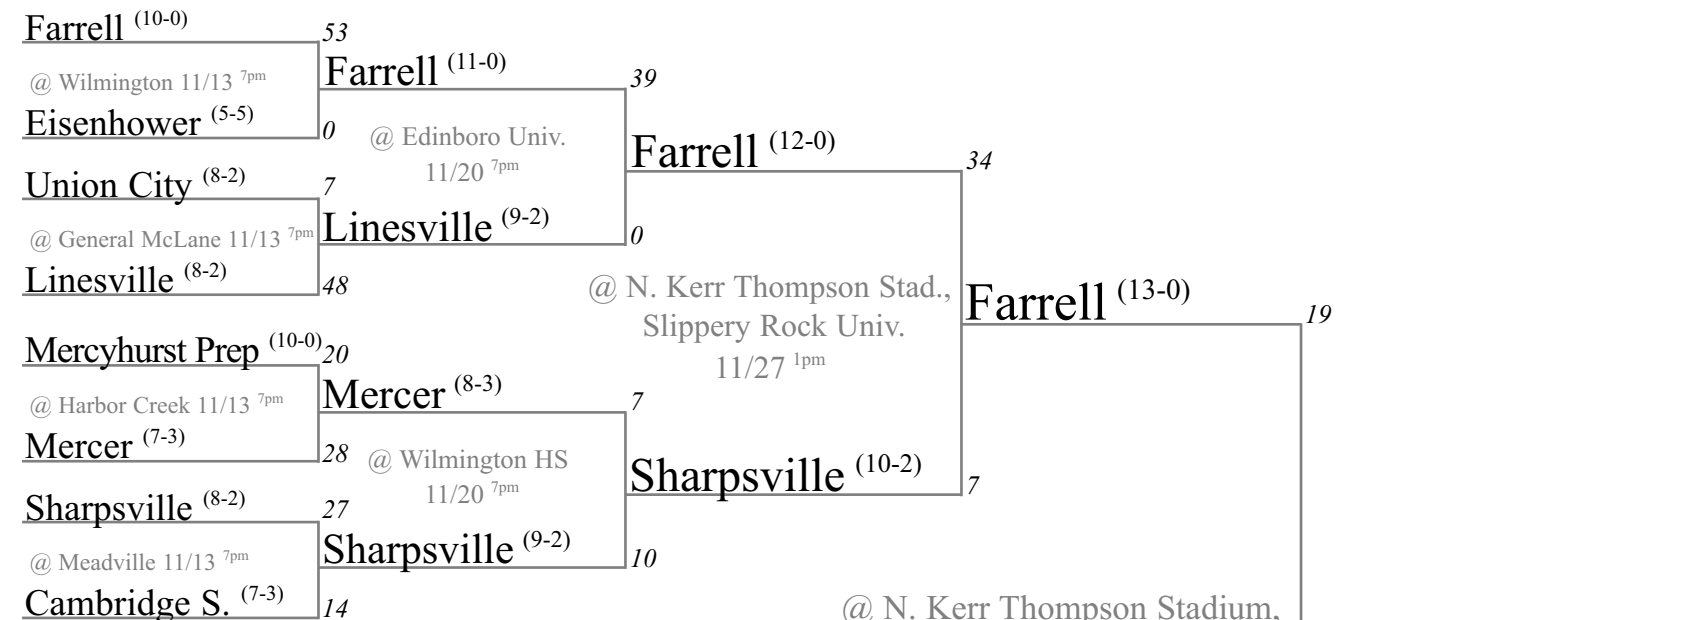 Farrell (10-0) 53
@ Wilmington 11/13 7pm
Eisenhower (5-5) 0
Farrell (11-0) 39
@ Edinboro Univ.
11/20 7pm
Union City (8-2) 7
@ General McLane 11/13 7pm
Linesville (8-2) 48
Linesville (9-2) 0
Farrell (12-0) 34
@ N. Kerr Thompson Stad.,
Slippery Rock Univ.
11/27 1pm
Mercyhurst Prep (10-0) 20
@ Harbor Creek 11/13 7pm
Mercer (7-3) 28
Mercer (8-3) 7
@ Wilmington HS
11/20 7pm
Sharpsville (8-2) 27
@ Meadville 11/13 7pm
Cambridge S. (7-3) 14
Sharpsville (9-2) 10
Sharpsville (10-2) 7
Farrell (13-0) 19
@ N. Kerr Thompson Stadium,